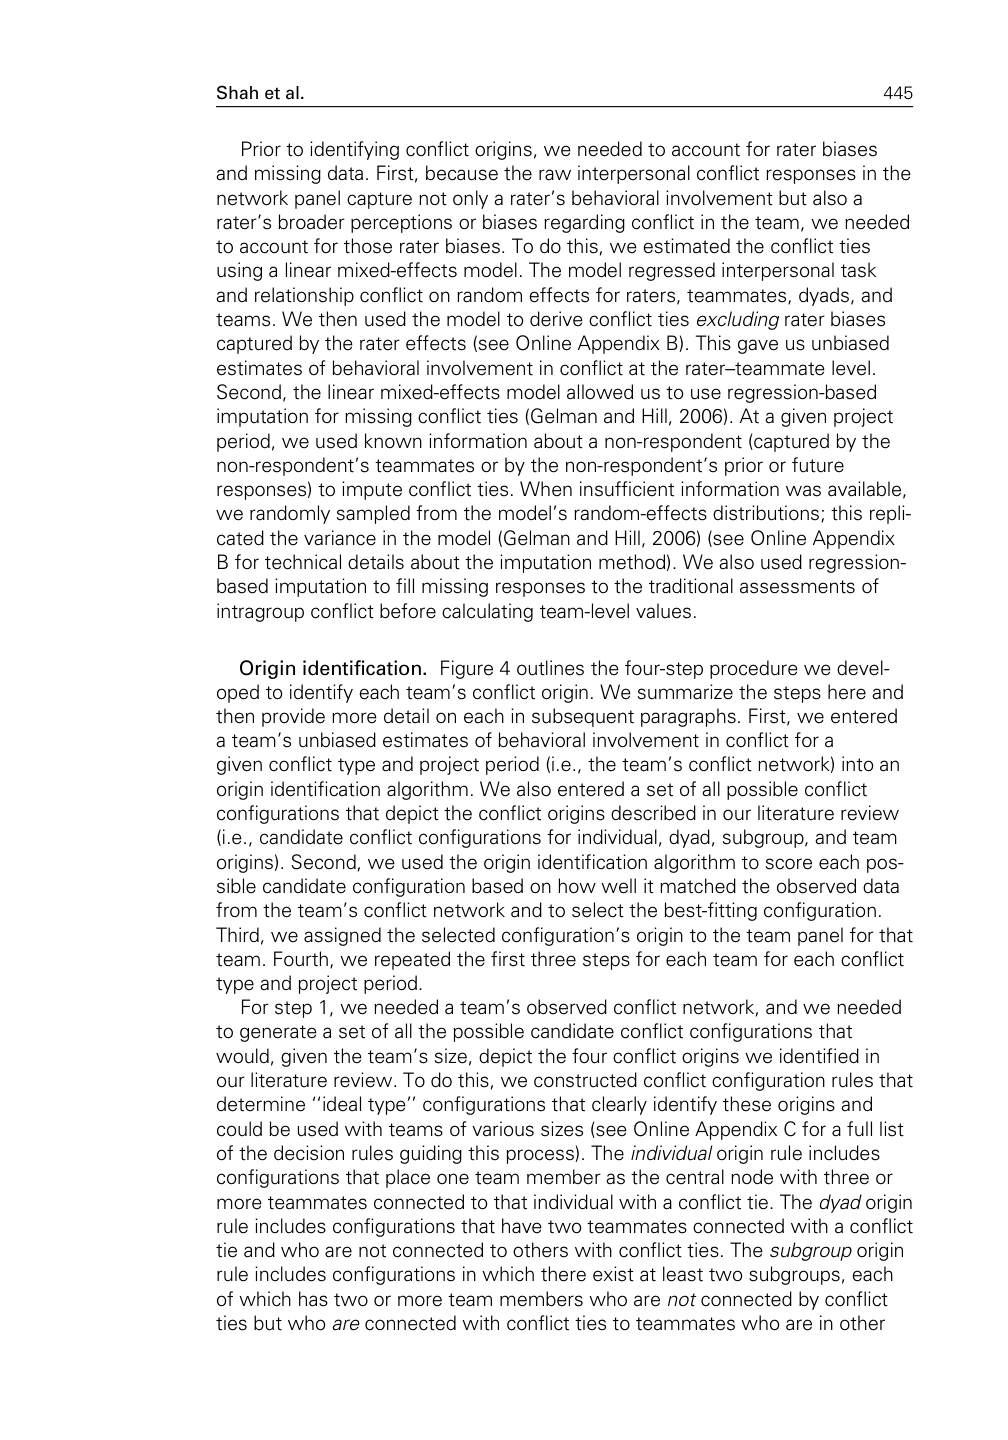 Shah et al. 445
Prior to identifying conflict origins, we needed to account for rater biases
and missing data. First, because the raw interpersonal conflict responses in the
network panel capture not only a rater's behavioral involvement but also a
rater's broader perceptions or biases regarding conflict in the team, we needed
to account for those rater biases. To do this, we estimated the conflict ties
using a linear mixed-effects model. The model regressed interpersonal task
and relationship conflict on random effects for raters, teammates, dyads, and
teams. We then used the model to derive conflict ties excluding rater biases
captured by the rater effects (see Online Appendix B). This gave us unbiased
estimates of behavioral involvement in conflict at the rater–teammate level.
Second, the linear mixed-effects model allowed us to use regression-based
imputation for missing conflict ties (Gelman and Hill, 2006). At a given project
period, we used known information about a non-respondent (captured by the
non-respondent's teammates or by the non-respondent's prior or future
responses) to impute conflict ties. When insufficient information was available,
we randomly sampled from the model's random-effects distributions; this repli-
cated the variance in the model (Gelman and Hill, 2006) (see Online Appendix
B for technical details about the imputation method). We also used regression-
based imputation to fill missing responses to the traditional assessments of
intragroup conflict before calculating team-level values.
Origin identification. Figure 4 outlines the four-step procedure we devel-
oped to identify each team's conflict origin. We summarize the steps here and
then provide more detail on each in subsequent paragraphs. First, we entered
a team's unbiased estimates of behavioral involvement in conflict for a
given conflict type and project period (i.e., the team's conflict network) into an
origin identification algorithm. We also entered a set of all possible conflict
configurations that depict the conflict origins described in our literature review
(i.e., candidate conflict configurations for individual, dyad, subgroup, and team
origins). Second, we used the origin identification algorithm to score each pos-
sible candidate configuration based on how well it matched the observed data
from the team's conflict network and to select the best-fitting configuration.
Third, we assigned the selected configuration's origin to the team panel for that
team. Fourth, we repeated the first three steps for each team for each conflict
type and project period.
For step 1, we needed a team's observed conflict network, and we needed
to generate a set of all the possible candidate conflict configurations that
would, given the team's size, depict the four conflict origins we identified in
our literature review. To do this, we constructed conflict configuration rules that
determine ''ideal type'' configurations that clearly identify these origins and
could be used with teams of various sizes (see Online Appendix C for a full list
of the decision rules guiding this process). The individual origin rule includes
configurations that place one team member as the central node with three or
more teammates connected to that individual with a conflict tie. The dyad origin
rule includes configurations that have two teammates connected with a conflict
tie and who are not connected to others with conflict ties. The subgroup origin
rule includes configurations in which there exist at least two subgroups, each
of which has two or more team members who are not connected by conflict
ties but who are connected with conflict ties to teammates who are in other